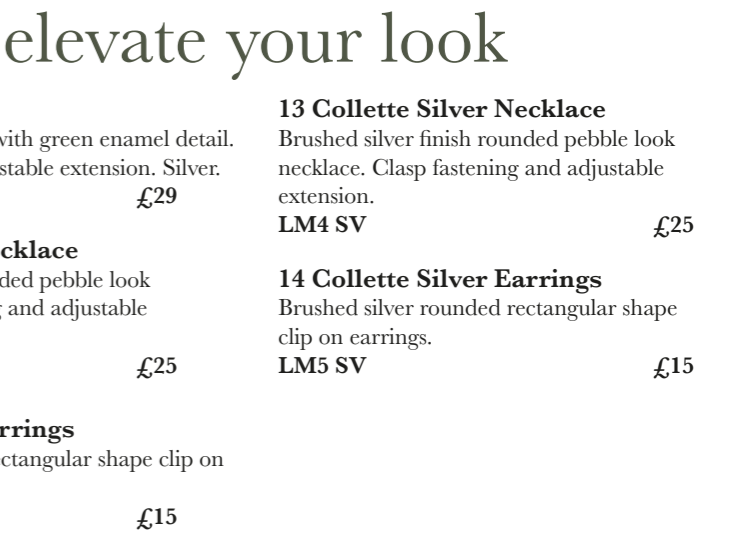 elevate your look
with green enamel detail.
stable extension. Silver.
£29
cklace
ded pebble look
and adjustable
£25
rrings
ectangular shape clip on
£15
13 Collette Silver Necklace
Brushed silver finish rounded pebble look
necklace. Clasp fastening and adjustable
extension.
LM4 SV £25
14 Collette Silver Earrings
Brushed silver rounded rectangular shape
clip on earrings.
LM5 SV £15